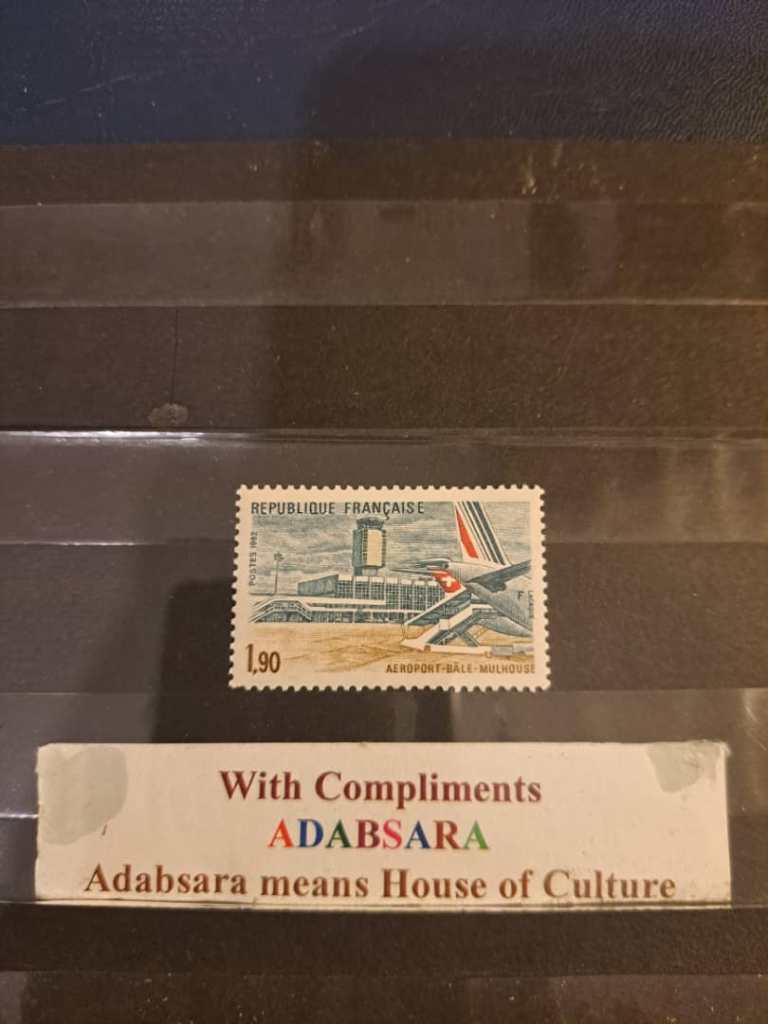 REPUBLIQUE FRANÇAISE
POSTES 1982
1,90
AEROPORT-BÂLE-MULHOUSE
With Compliments
ADABSARA
Adabsara means House of Culture